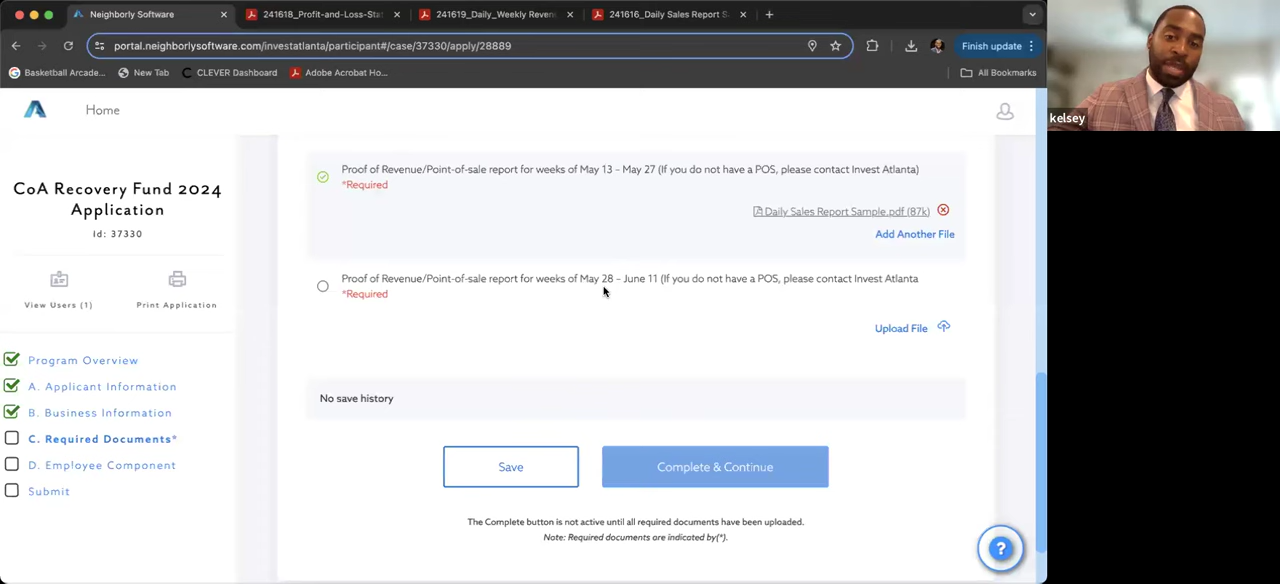 Neighborly Software
241618_Profit-and-Loss-Stat
241619_Daily_Weekly Reven
241616_Daily Sales Report S
portal.neighborlysoftware.com/investatlanta/participant#/case/37330/apply/28889
Finish update
Basketball Arcade...
New Tab
CLEVER Dashboard
Adobe Acrobat Ho...
All Bookmarks
kelsey
Home
CoA Recovery Fund 2024
Application
Id: 37330
View Users (1)
Print Application
Program Overview
A. Applicant Information
B. Business Information
C. Required Documents*
D. Employee Component
Submit
Proof of Revenue/Point-of-sale report for weeks of May 13 – May 27 (If you do not have a POS, please contact Invest Atlanta)
*Required
Daily Sales Report Sample.pdf (87k)
Add Another File
Proof of Revenue/Point-of-sale report for weeks of May 28 – June 11 (If you do not have a POS, please contact Invest Atlanta
*Required
Upload File
No save history
Save
Complete & Continue
The Complete button is not active until all required documents have been uploaded.
Note: Required documents are indicated by(*).
?